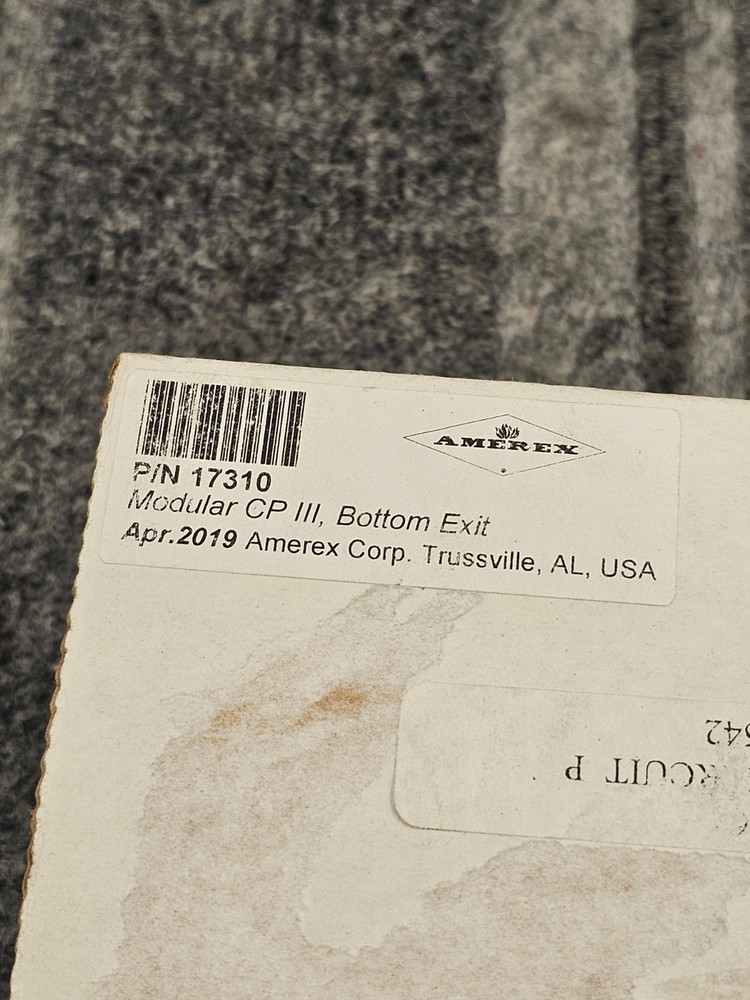 AMEREX
P/N 17310
Modular CP III, Bottom Exit
Apr.2019 Amerex Corp. Trussville, AL, USA
P